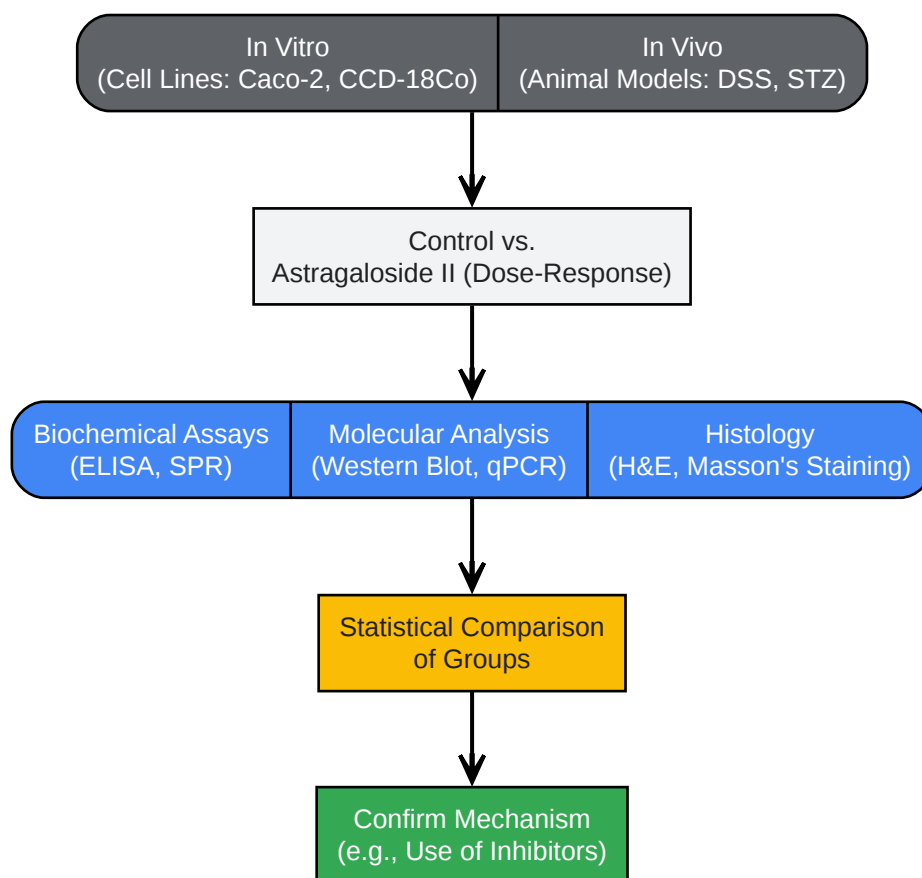 In Vitro
(Cell Lines: Caco-2, CCD-18Co)
In Vivo
(Animal Models: DSS, STZ)
Control vs.
Astragaloside II (Dose-Response)
Biochemical Assays
(ELISA, SPR)
Molecular Analysis
(Western Blot, qPCR)
Histology
(H&E, Masson's Staining)
Statistical Comparison
of Groups
Confirm Mechanism
(e.g., Use of Inhibitors)